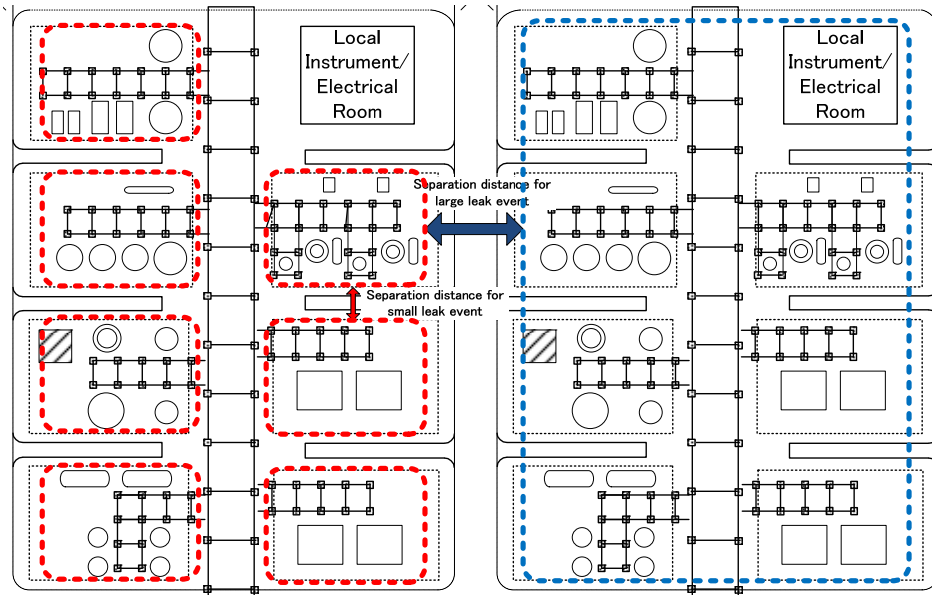 Local
Instrument/
Electrical
Room
Local
Instrument/
Electrical
Room
Separation distance for
large leak event
Separation distance for
small leak event